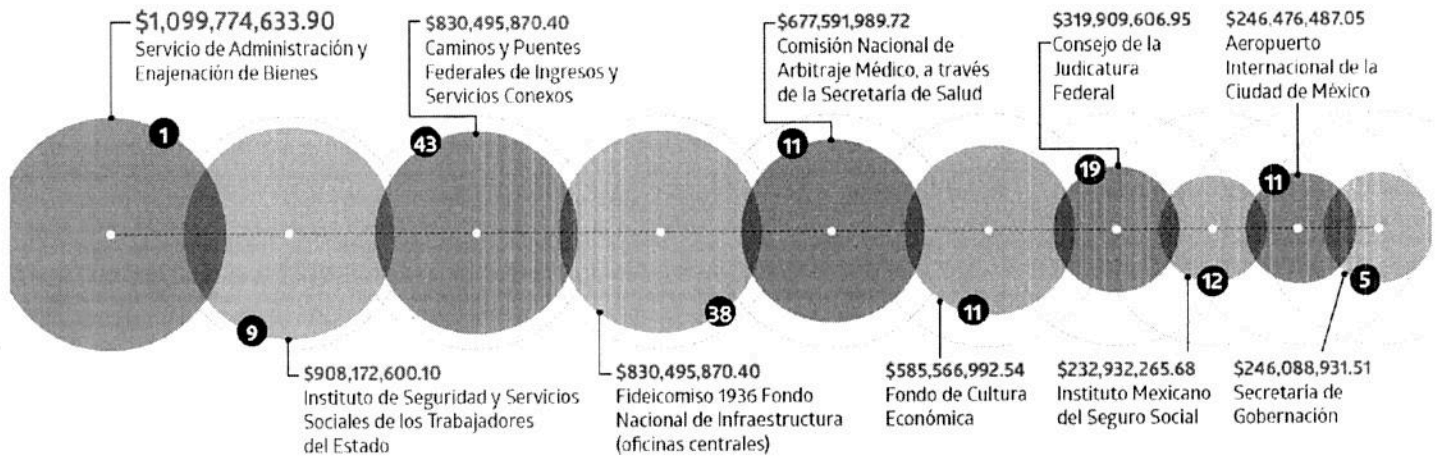 $1,099,774,633.90
Servicio de Administración y
Enajenación de Bienes
$830,495,870.40
Caminos y Puentes
Federales de Ingresos y
Servicios Conexos
$677,591,989.72
Comisión Nacional de
Arbitraje Médico, a través
de la Secretaría de Salud
$319,909,606.95
Consejo de la
Judicatura
Federal
$246,476,487.05
Aeropuerto
Internacional de la
Ciudad de México
1
43
11
19
11
9
38
11
12
5
$908,172,600.10
Instituto de Seguridad y Servicios
Sociales de los Trabajadores
del Estado
$830,495,870.40
Fideicomiso 1936 Fondo
Nacional de Infraestructura
(oficinas centrales)
$585,566,992.54
Fondo de Cultura
Económica
$232,932,265.68
Instituto Mexicano
del Seguro Social
$246,088,931.51
Secretaría de
Gobernación